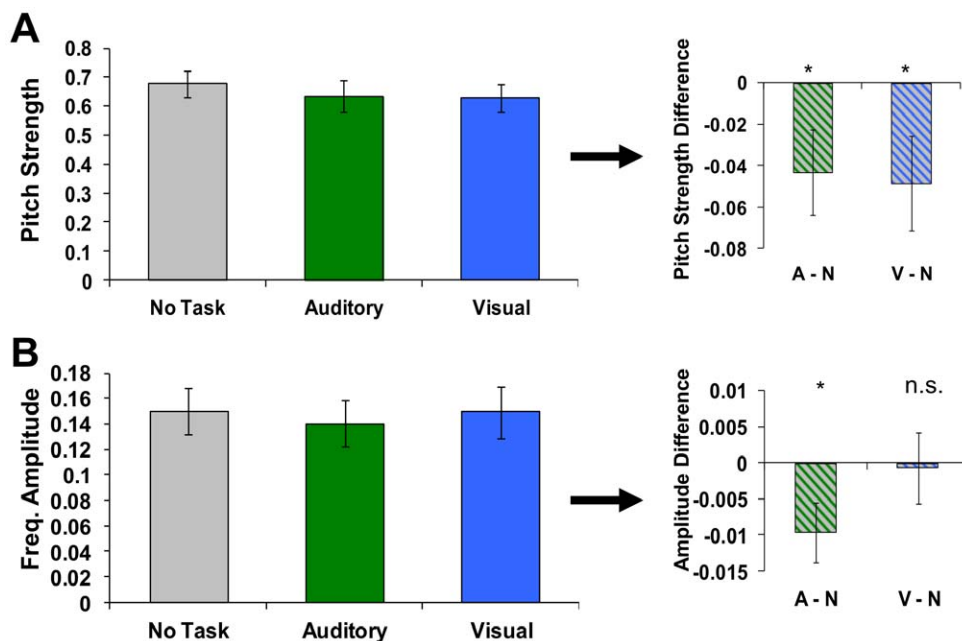 A
Pitch Strength
0.8
0.7
0.6
0.5
0.4
0.3
0.2
0.1
0
No Task Auditory Visual
Pitch Strength Difference
* *
0
-0.02
-0.04
-0.06
-0.08
A - N V - N
B
Freq. Amplitude
0.18
0.16
0.14
0.12
0.1
0.08
0.06
0.04
0.02
0
No Task Auditory Visual
Amplitude Difference
* n.s.
0.01
0.005
0
-0.005
-0.01
-0.015
A - N V - N